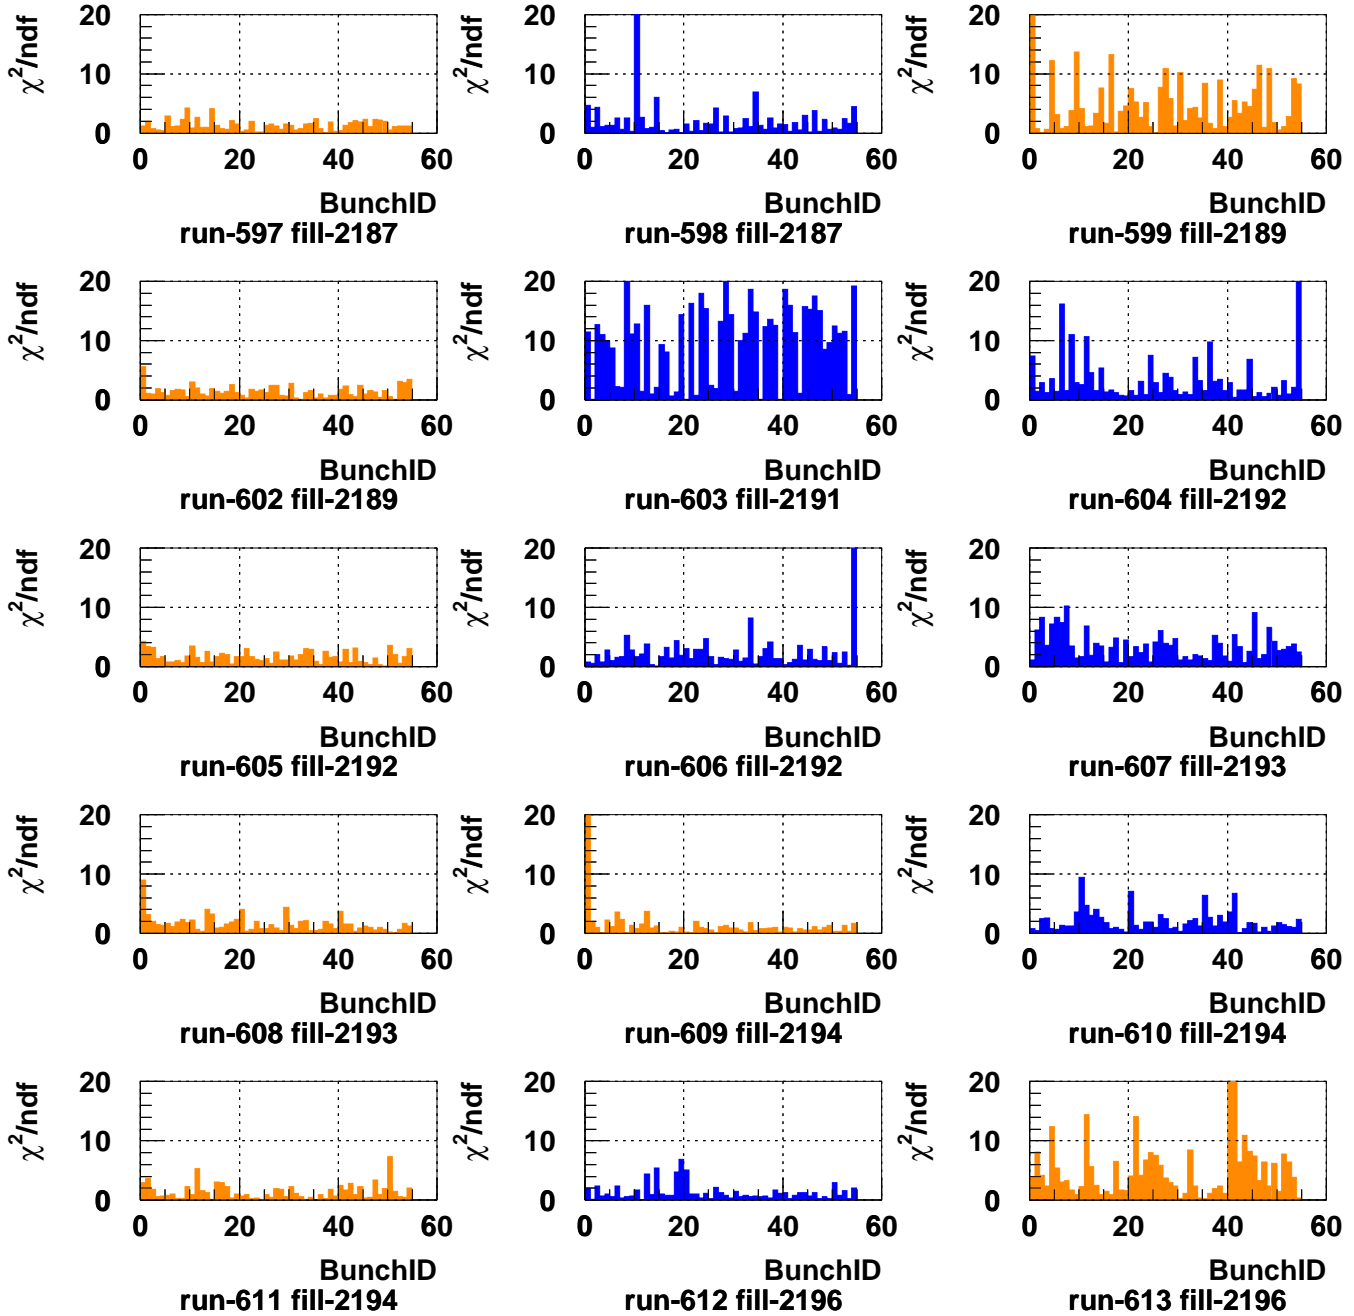 χ²/ndf
20
10
0
0 20 40 60
BunchID
run-597 fill-2187
χ²/ndf
20
10
0
0 20 40 60
BunchID
run-598 fill-2187
χ²/ndf
20
10
0
0 20 40 60
BunchID
run-599 fill-2189
χ²/ndf
20
10
0
0 20 40 60
BunchID
run-602 fill-2189
χ²/ndf
20
10
0
0 20 40 60
BunchID
run-603 fill-2191
χ²/ndf
20
10
0
0 20 40 60
BunchID
run-604 fill-2192
χ²/ndf
20
10
0
0 20 40 60
BunchID
run-605 fill-2192
χ²/ndf
20
10
0
0 20 40 60
BunchID
run-606 fill-2192
χ²/ndf
20
10
0
0 20 40 60
BunchID
run-607 fill-2193
χ²/ndf
20
10
0
0 20 40 60
BunchID
run-608 fill-2193
χ²/ndf
20
10
0
0 20 40 60
BunchID
run-609 fill-2194
χ²/ndf
20
10
0
0 20 40 60
BunchID
run-610 fill-2194
χ²/ndf
20
10
0
0 20 40 60
BunchID
run-611 fill-2194
χ²/ndf
20
10
0
0 20 40 60
BunchID
run-612 fill-2196
χ²/ndf
20
10
0
0 20 40 60
BunchID
run-613 fill-2196